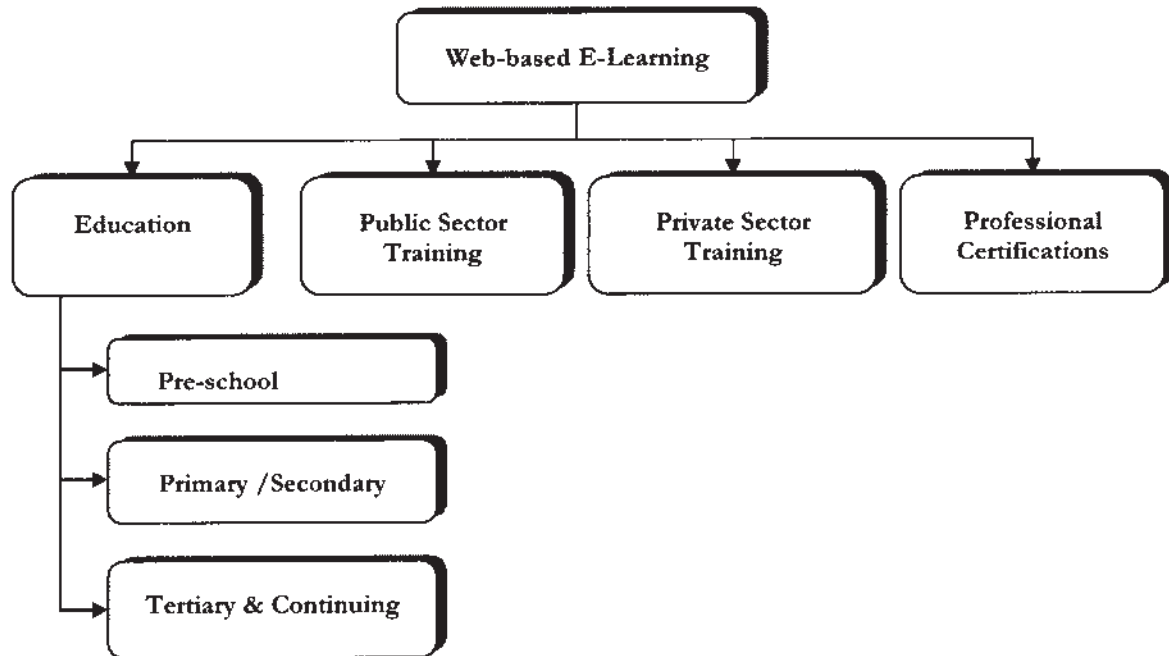 Web-based E-Learning
Education
Public Sector
Training
Private Sector
Training
Professional
Certifications
Pre-school
Primary /Secondary
Tertiary & Continuing